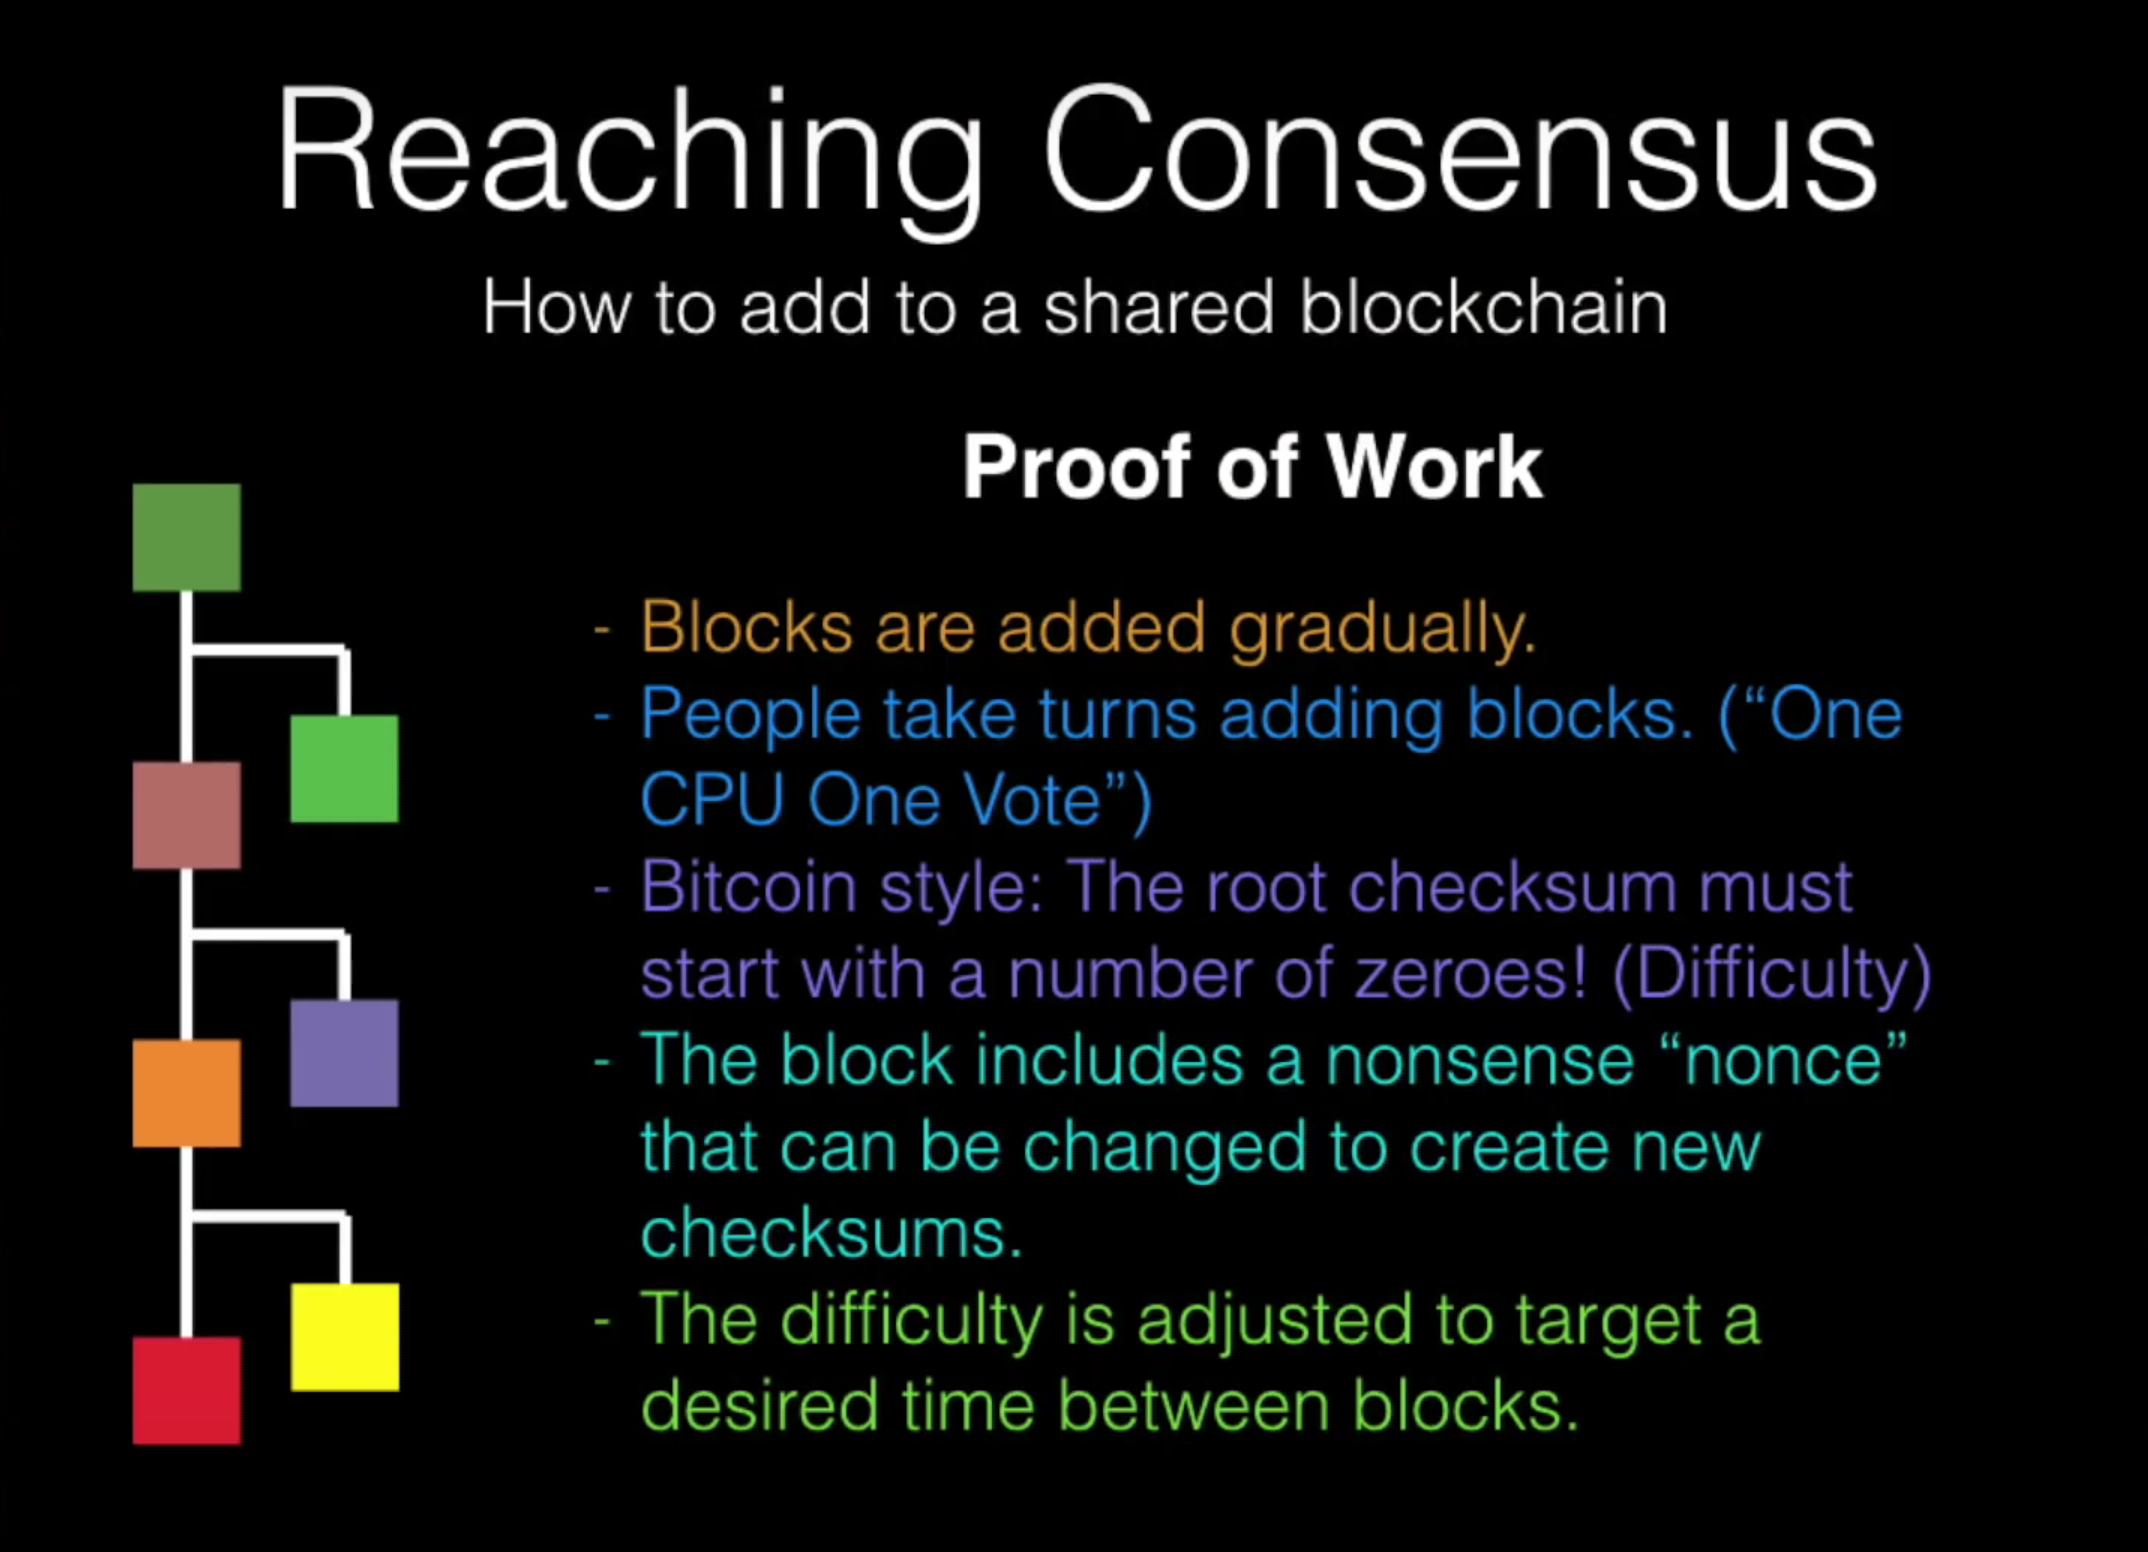 Reaching Consensus
How to add to a shared blockchain
Proof of Work
- Blocks are added gradually.
- People take turns adding blocks. (“One
CPU One Vote”)
- Bitcoin style: The root checksum must
start with a number of zeroes! (Difficulty)
- The block includes a nonsense “nonce”
that can be changed to create new
checksums.
- The difficulty is adjusted to target a
desired time between blocks.